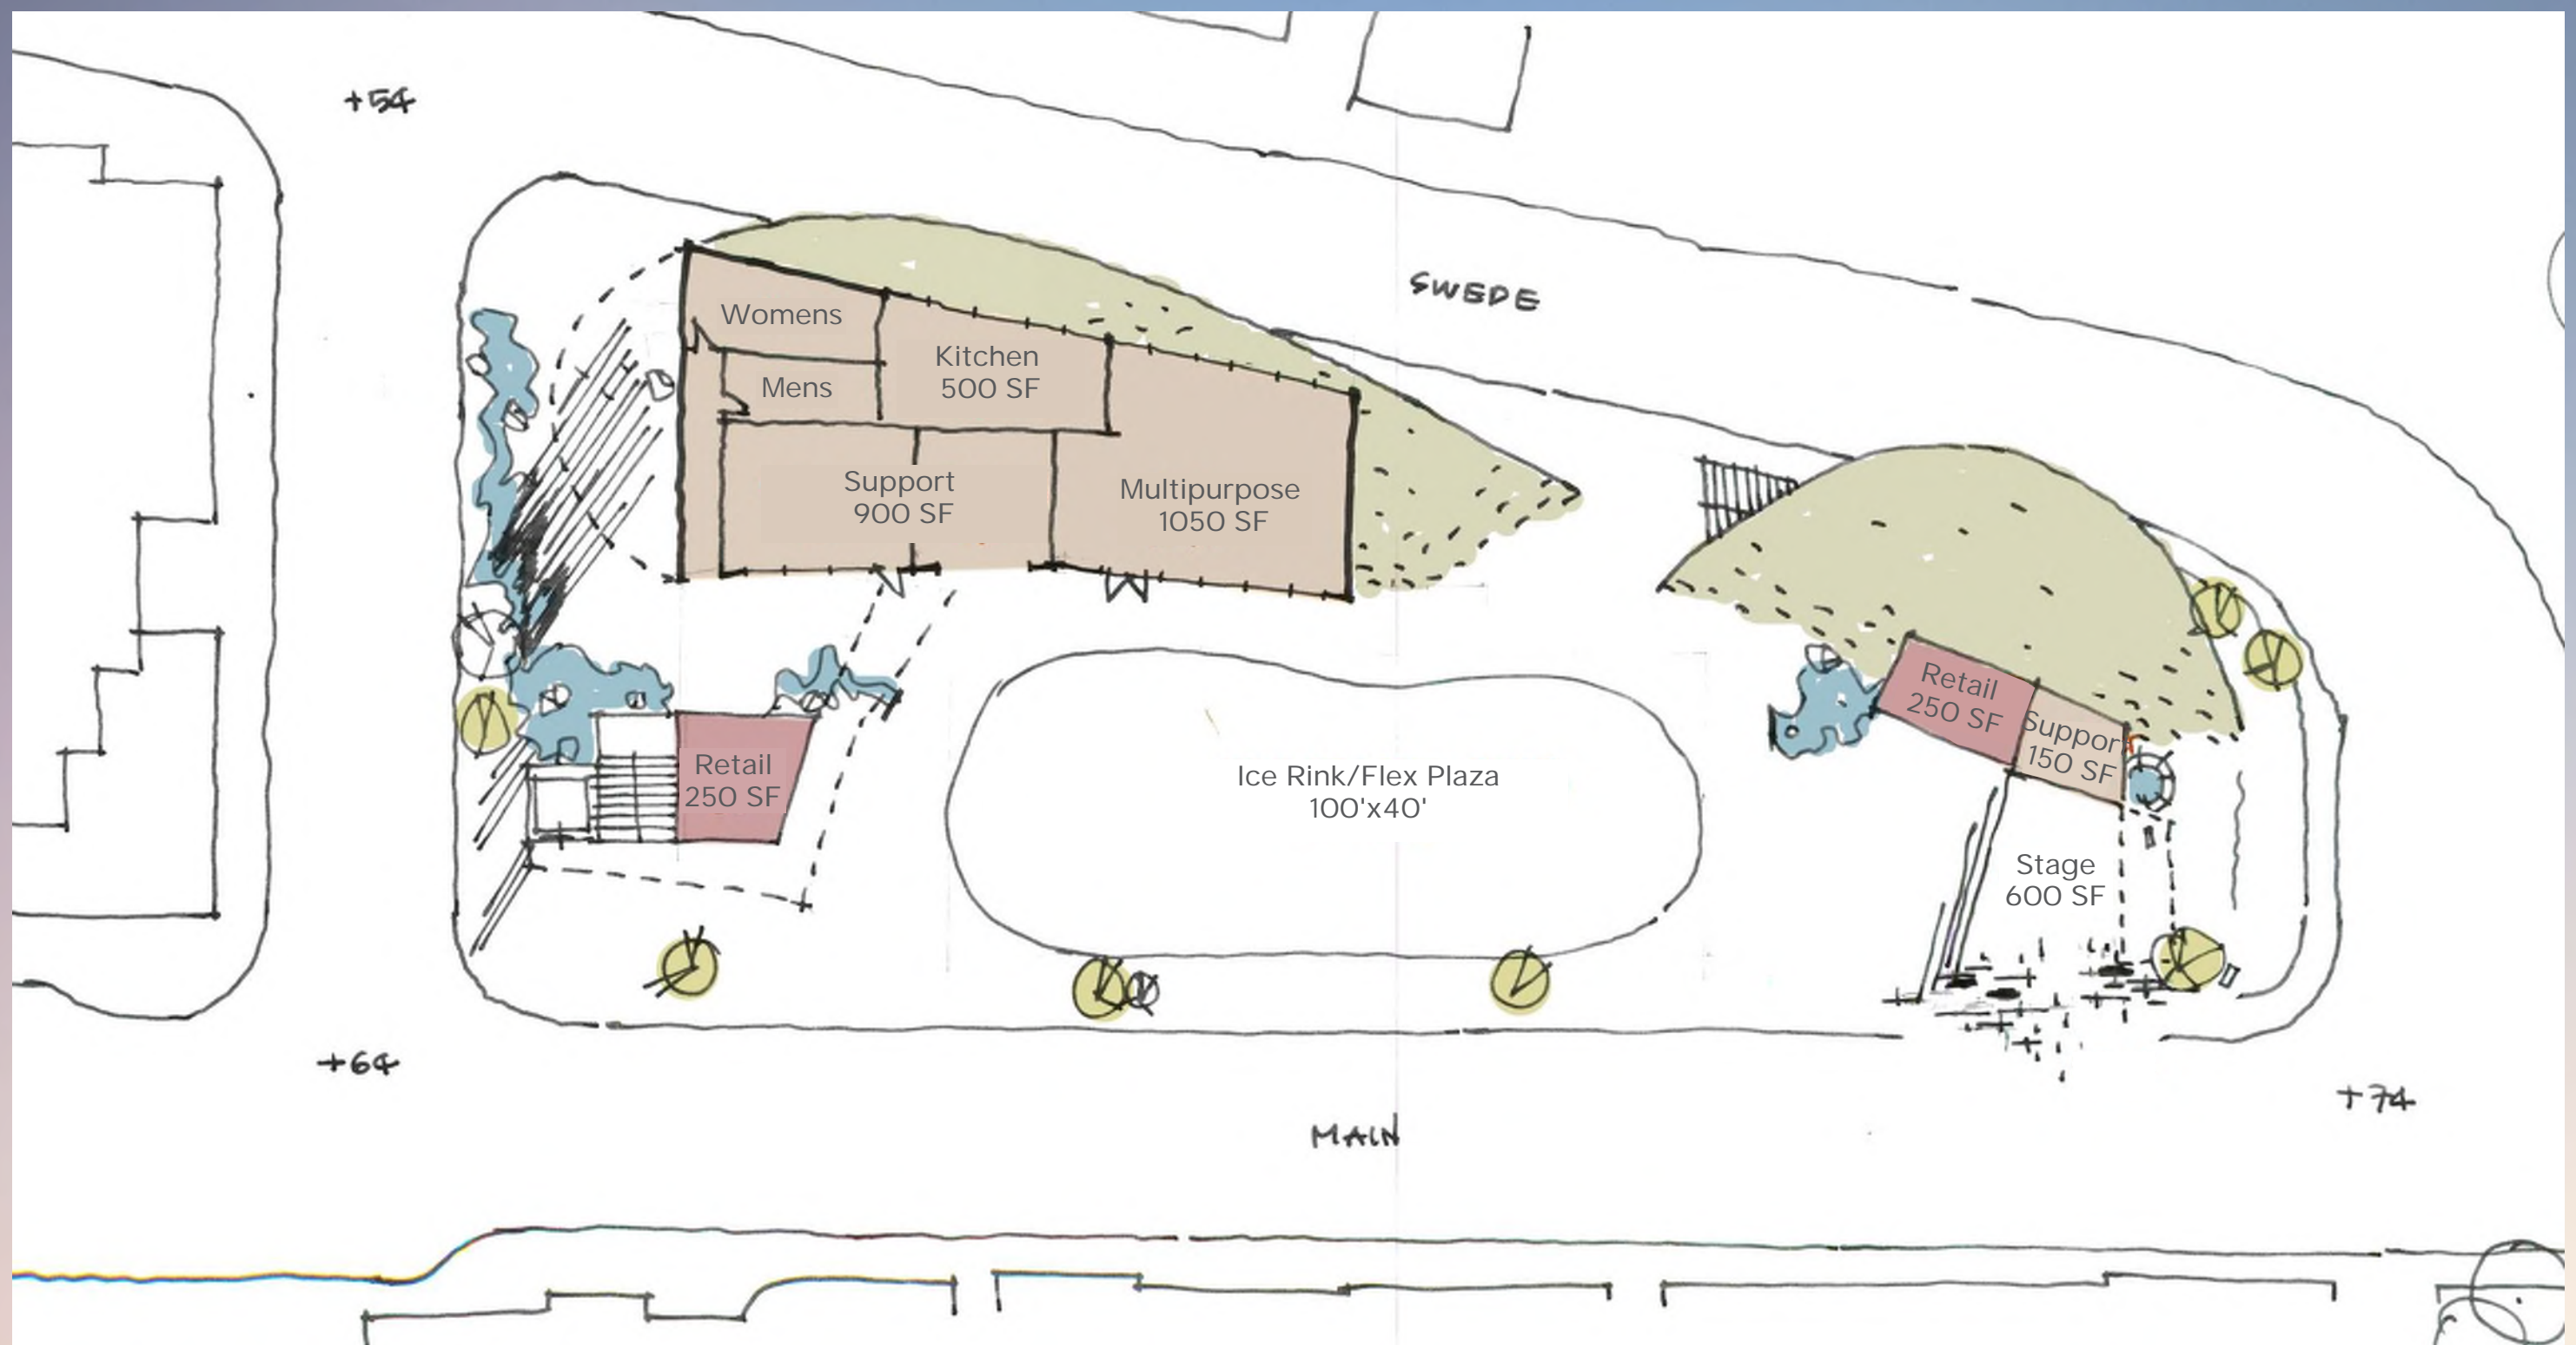 +54
SWEDE
Womens
Kitchen
500 SF
Mens
Support
900 SF
Multipurpose
1050 SF
Retail
250 SF
Support
150 SF
Retail
250 SF
Ice Rink/Flex Plaza
100'x40'
Stage
600 SF
+64
+74
MAIN